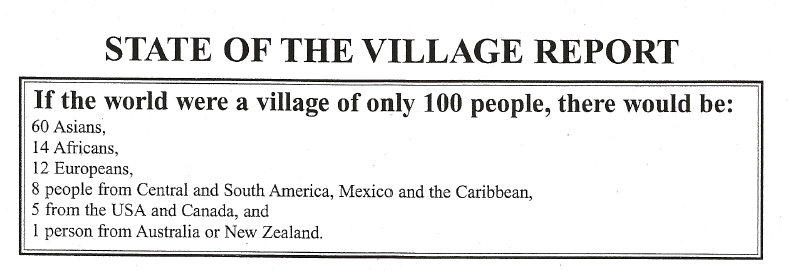 STATE OF THE VILLAGE REPORT
If the world were a village of only 100 people, there would be:
60 Asians,
14 Africans,
12 Europeans,
8 people from Central and South America, Mexico and the Caribbean,
5 from the USA and Canada, and
1 person from Australia or New Zealand.